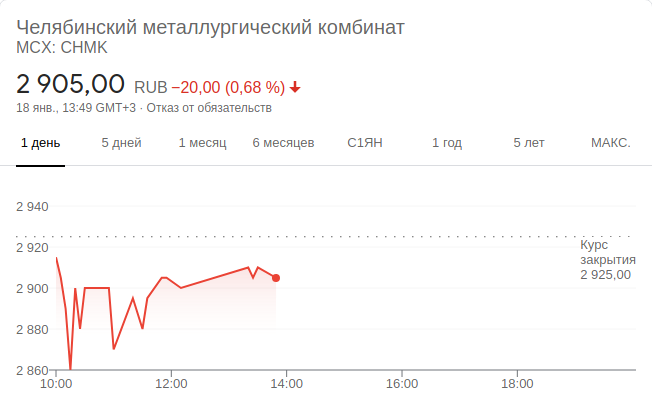 Челябинский металлургический комбинат
MCX: CHMK
2 905,00 RUB −20,00 (0,68 %)
18 янв., 13:49 GMT+3 · Отказ от обязательств
1 день 5 дней 1 месяц 6 месяцев С1ЯН 1 год 5 лет МАКС.
2 940
2 920
2 900
2 880
2 860
Курс
закрытия
2 925,00
10:00 12:00 14:00 16:00 18:00